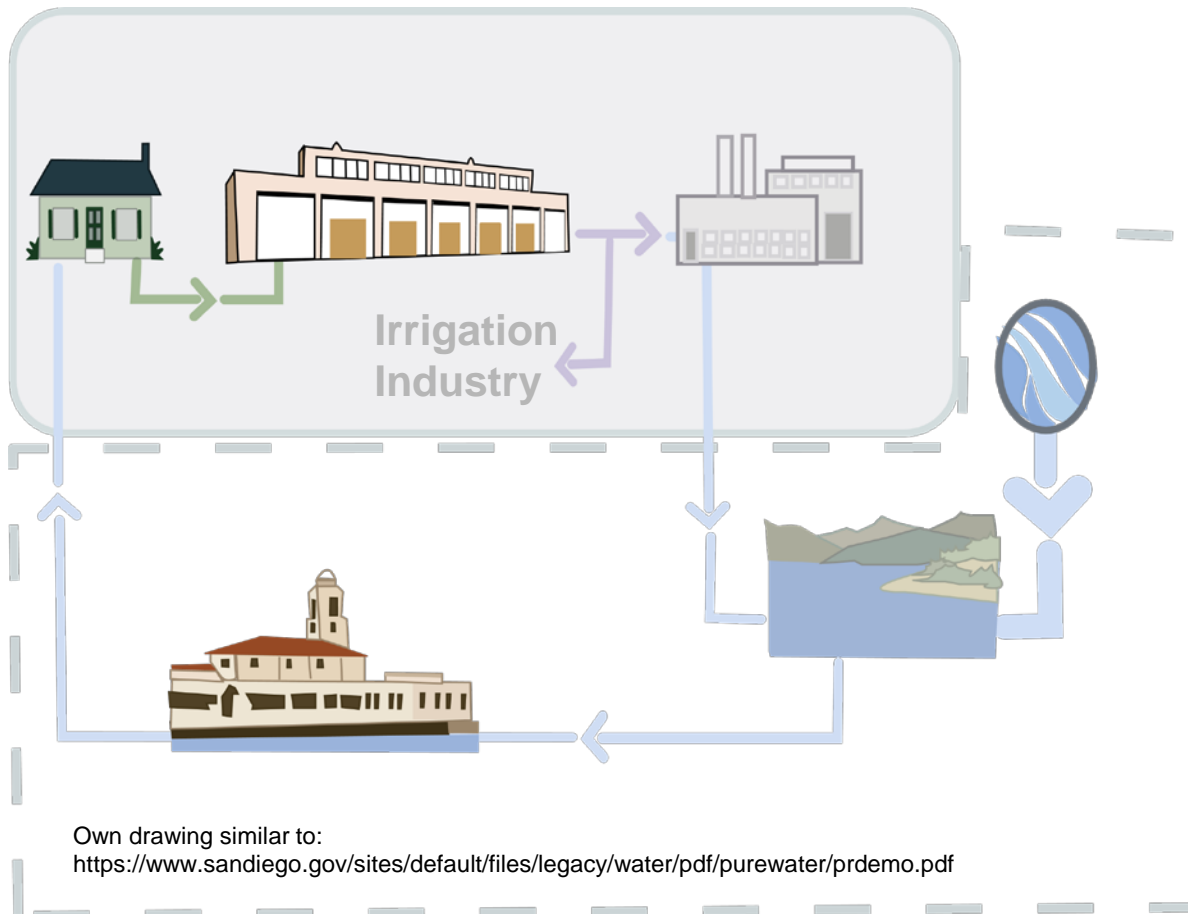 Irrigation
Industry
Own drawing similar to:
https://www.sandiego.gov/sites/default/files/legacy/water/pdf/purewater/prdemo.pdf